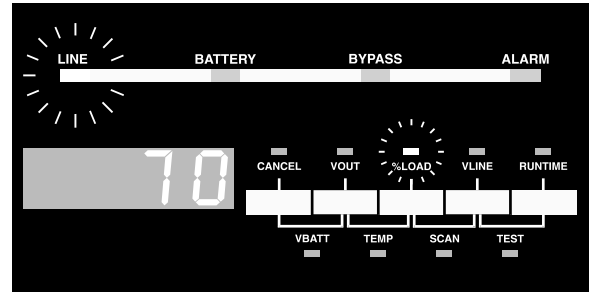 LINE BATTERY BYPASS ALARM
70
CANCEL VOUT %LOAD VLINE RUNTIME
VBATT TEMP SCAN TEST